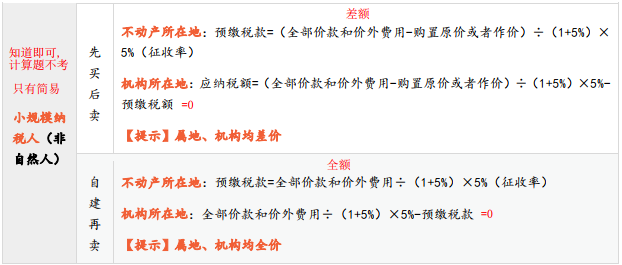 知道即可,
计算题不考
只有简易
小规模纳
税人（非
自然人）
先
买
后
卖
差额
不动产所在地：预缴税款=（全部价款和价外费用-购置原价或者作价）÷（1+5%）×
5%（征收率）
机构所在地：应纳税额=（全部价款和价外费用-购置原价或者作价）÷（1+5%）×5%-
预缴税额 =0
【提示】属地、机构均差价
自
建
再
卖
全额
不动产所在地：预缴税款=全部价款和价外费用÷（1+5%）×5%（征收率）
机构所在地：全部价款和价外费用÷（1+5%）×5%-预缴税款 =0
【提示】属地、机构均全价